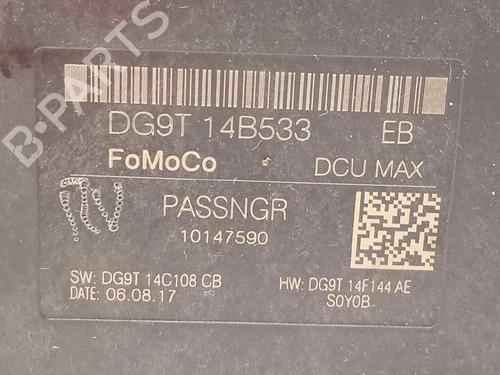 B-PARTS
DG9T 14B533 EB
FoMoCo DCU MAX
PASSNGR
10147590
SW: DG9T 14C108 CB HW: DG9T 14F144 AE
DATE: 06.08.17 S0Y0B